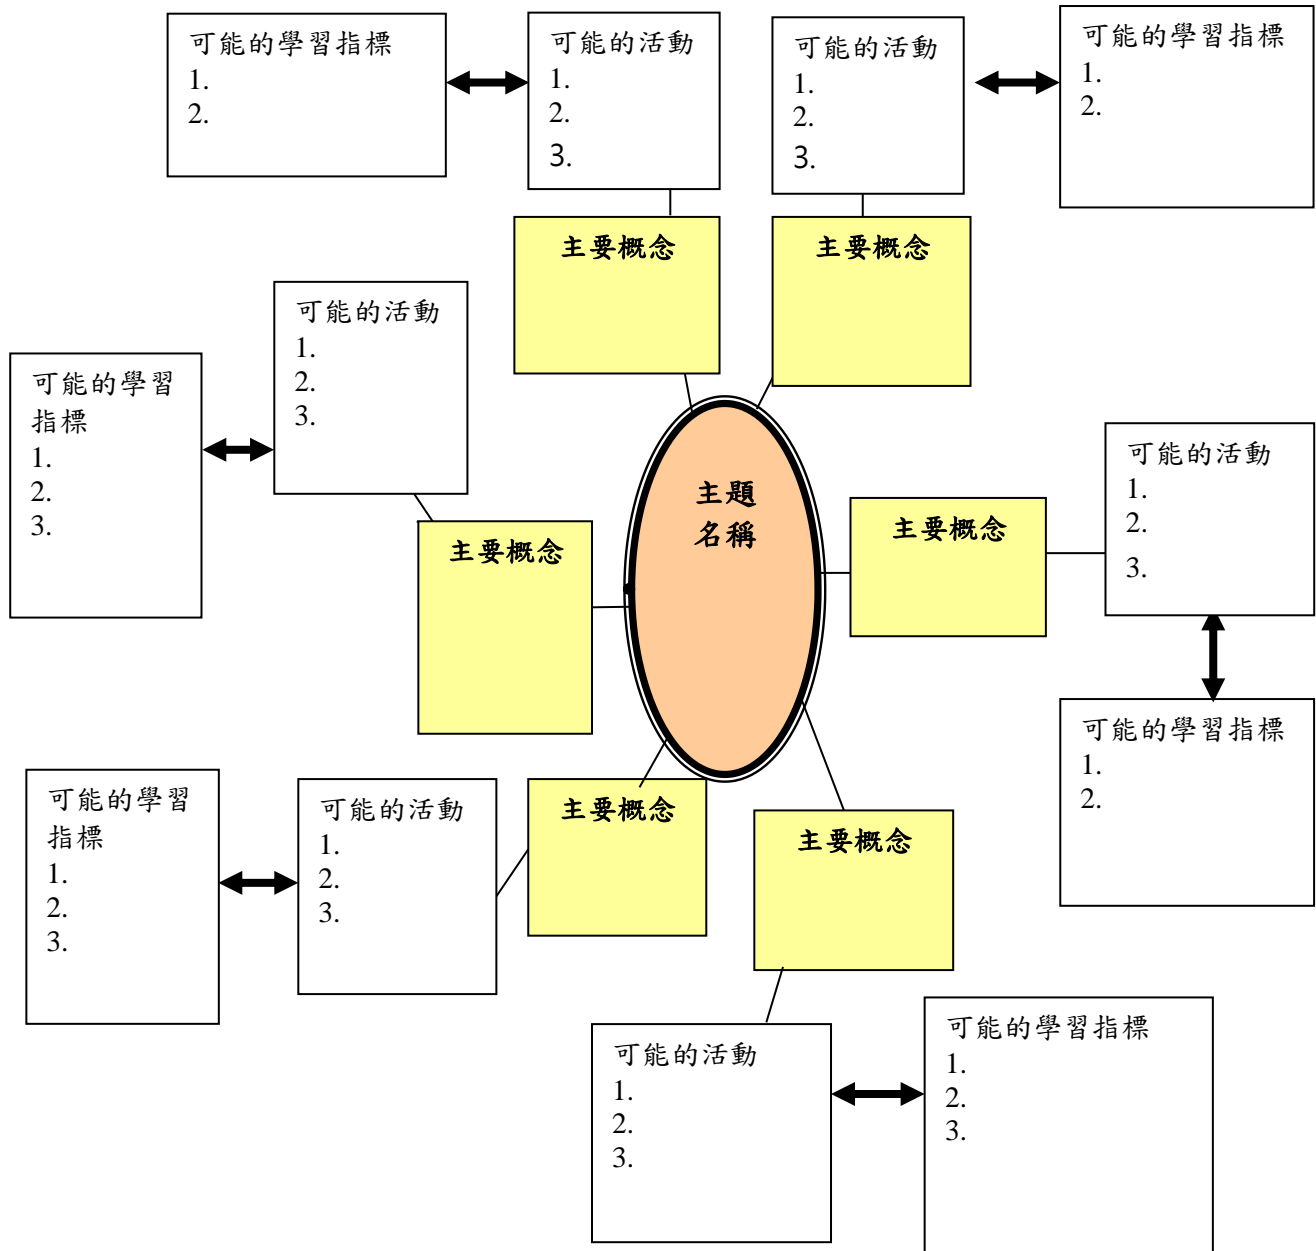 可能的學習指標
1.
2.
可能的活動
1.
2.
3.
可能的活動
1.
2.
3.
可能的學習指標
1.
2.
主要概念
主要概念
可能的活動
1.
2.
3.
可能的學習
指標
1.
2.
3.
主要概念
主題
名稱
主要概念
可能的活動
1.
2.
3.
可能的學習指標
1.
2.
可能的學習
指標
1.
2.
3.
可能的活動
1.
2.
3.
主要概念
主要概念
可能的活動
1.
2.
3.
可能的學習指標
1.
2.
3.